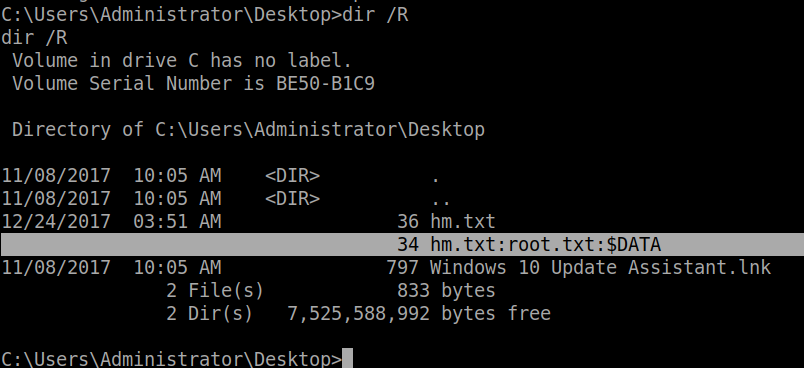 C:\Users\Administrator\Desktop>dir /R
dir /R
 Volume in drive C has no label.
 Volume Serial Number is BE50-B1C9

 Directory of C:\Users\Administrator\Desktop

11/08/2017  10:05 AM    <DIR>          .
11/08/2017  10:05 AM    <DIR>          ..
12/24/2017  03:51 AM                36 hm.txt
                                    34 hm.txt:root.txt:$DATA
11/08/2017  10:05 AM               797 Windows 10 Update Assistant.lnk
               2 File(s)            833 bytes
               2 Dir(s)   7,525,588,992 bytes free

C:\Users\Administrator\Desktop>